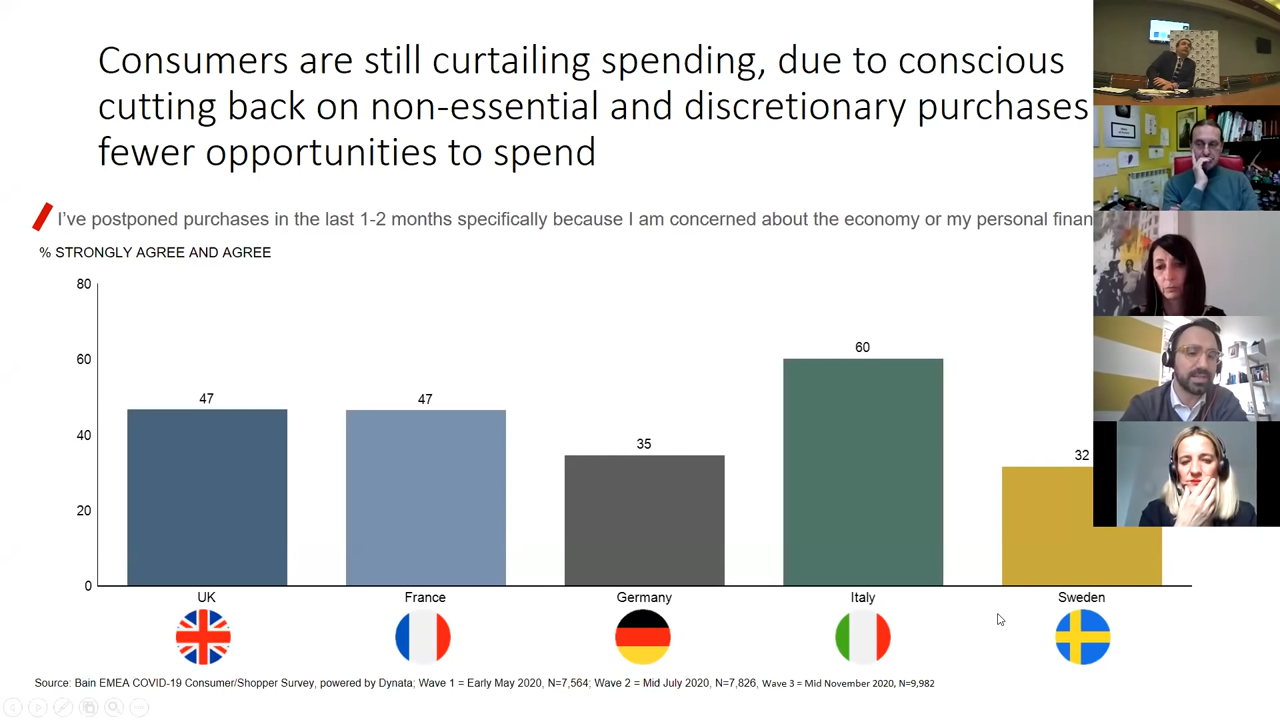 Consumers are still curtailing spending, due to conscious
cutting back on non-essential and discretionary purchases
fewer opportunities to spend
I've postponed purchases in the last 1-2 months specifically because I am concerned about the economy or my personal finan
% STRONGLY AGREE AND AGREE
80
60
40
20
0
47
47
35
60
32
UK
France
Germany
Italy
Sweden
Source: Bain EMEA COVID-19 Consumer/Shopper Survey, powered by Dynata; Wave 1 = Early May 2020, N=7,564; Wave 2 = Mid July 2020, N=7,826, Wave 3 = Mid November 2020, N=9,982